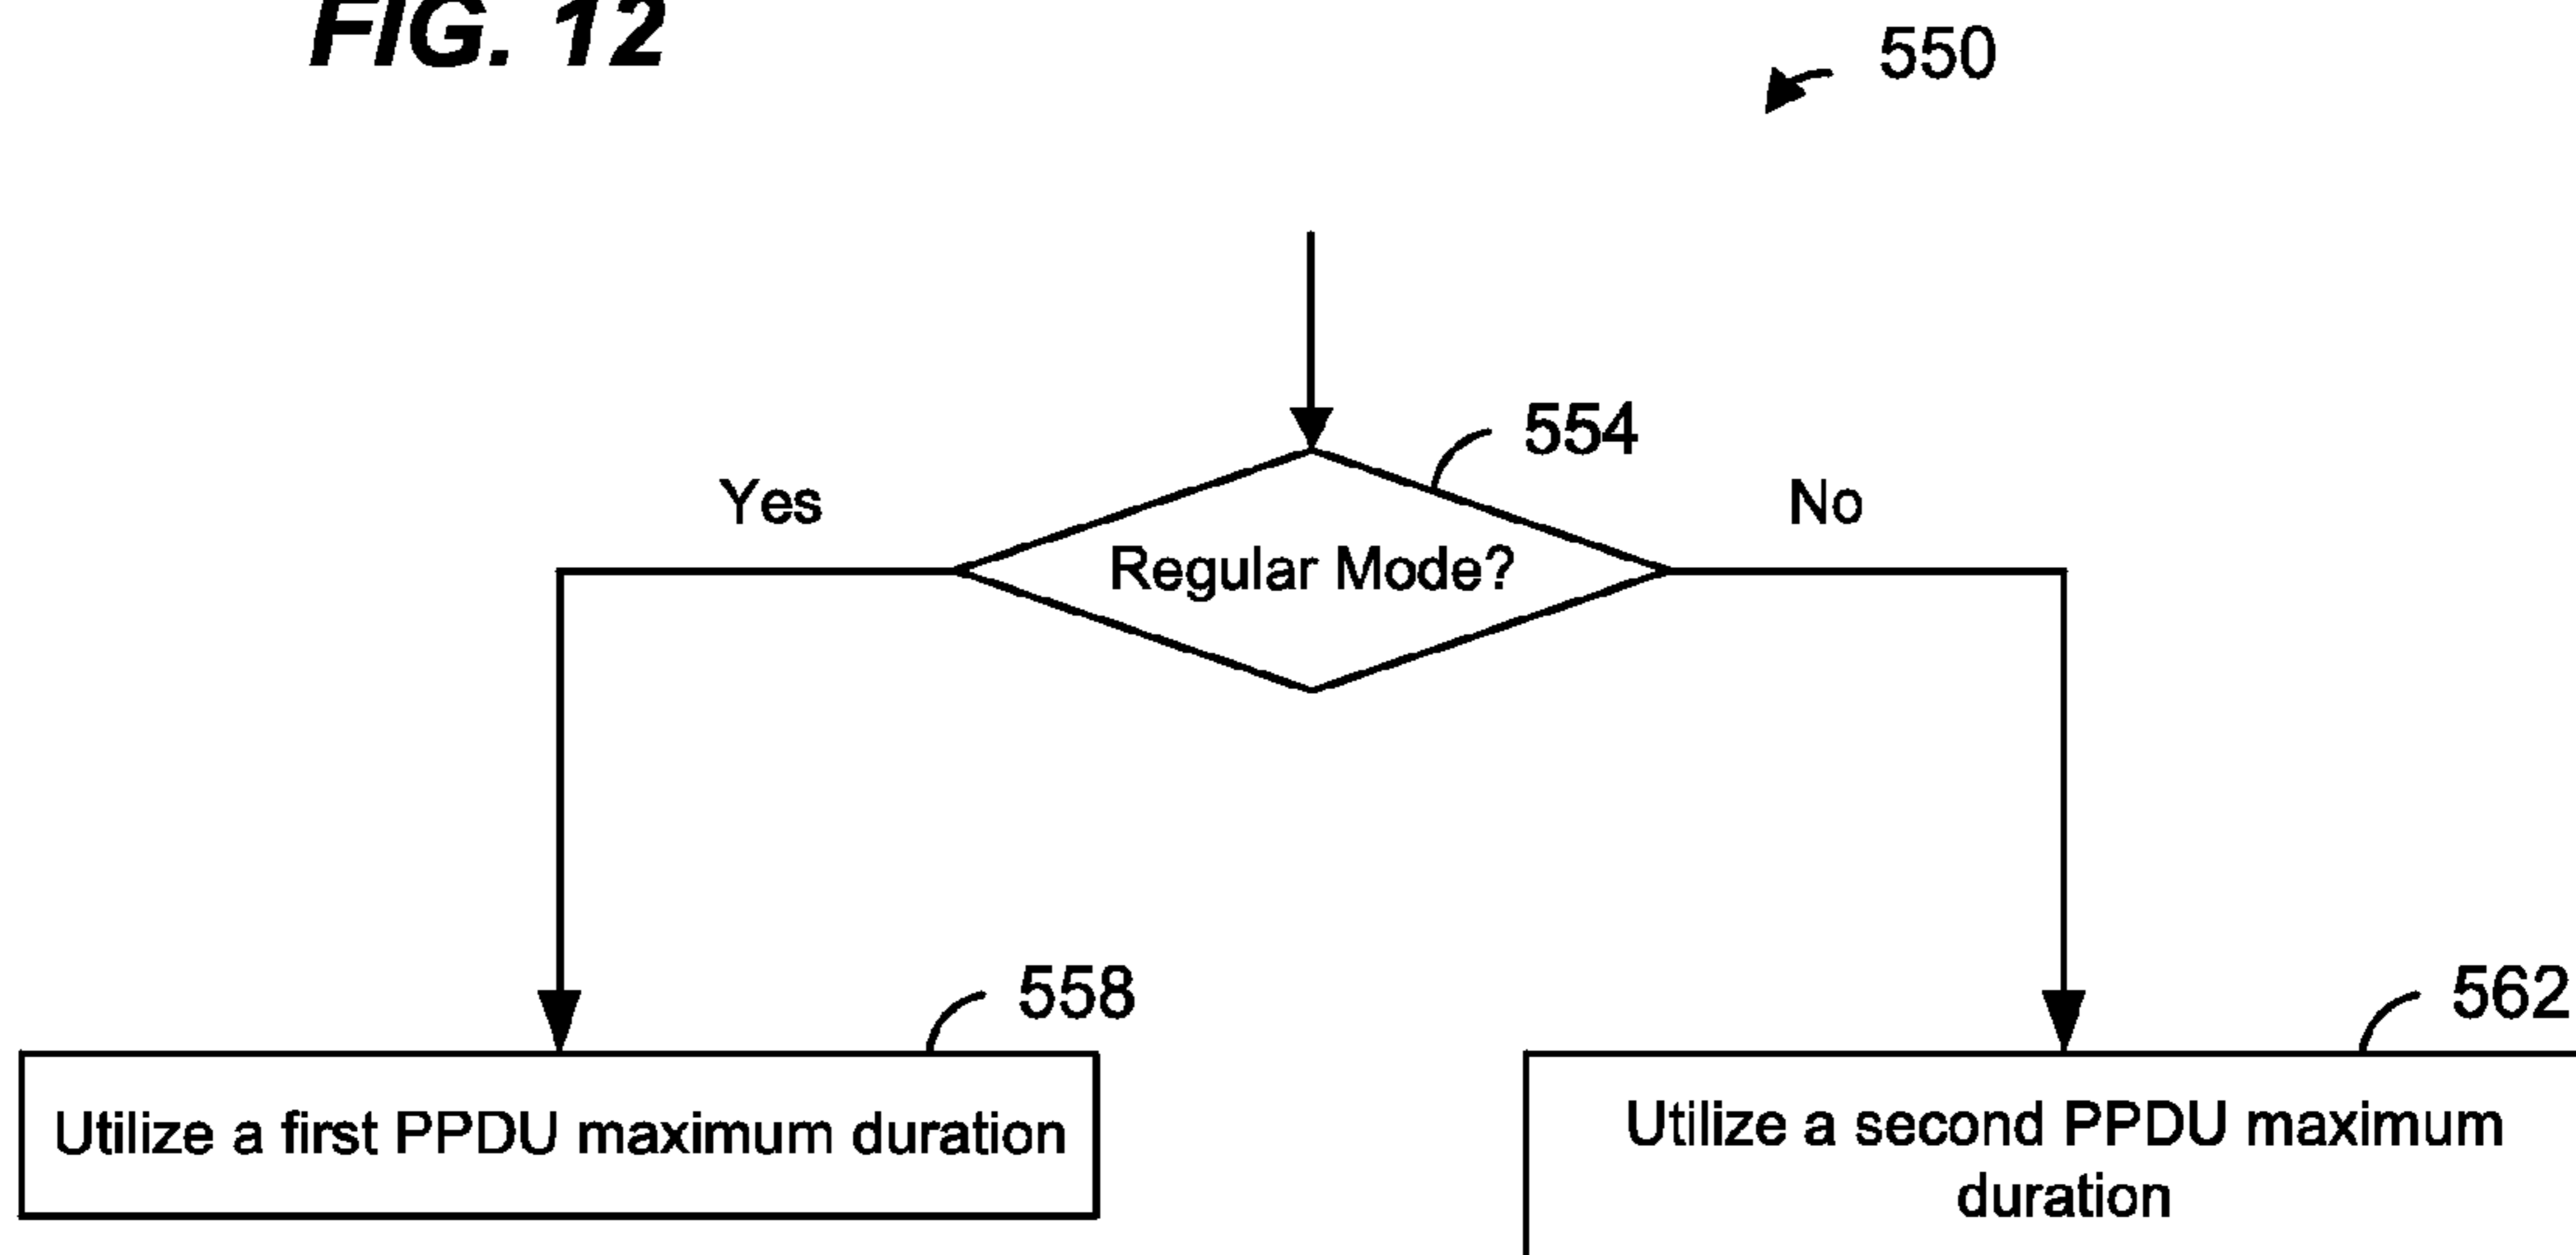 FIG. 12
550
554
Yes
No
Regular Mode?
558
562
Utilize a first PPDU maximum duration
Utilize a second PPDU maximum
duration